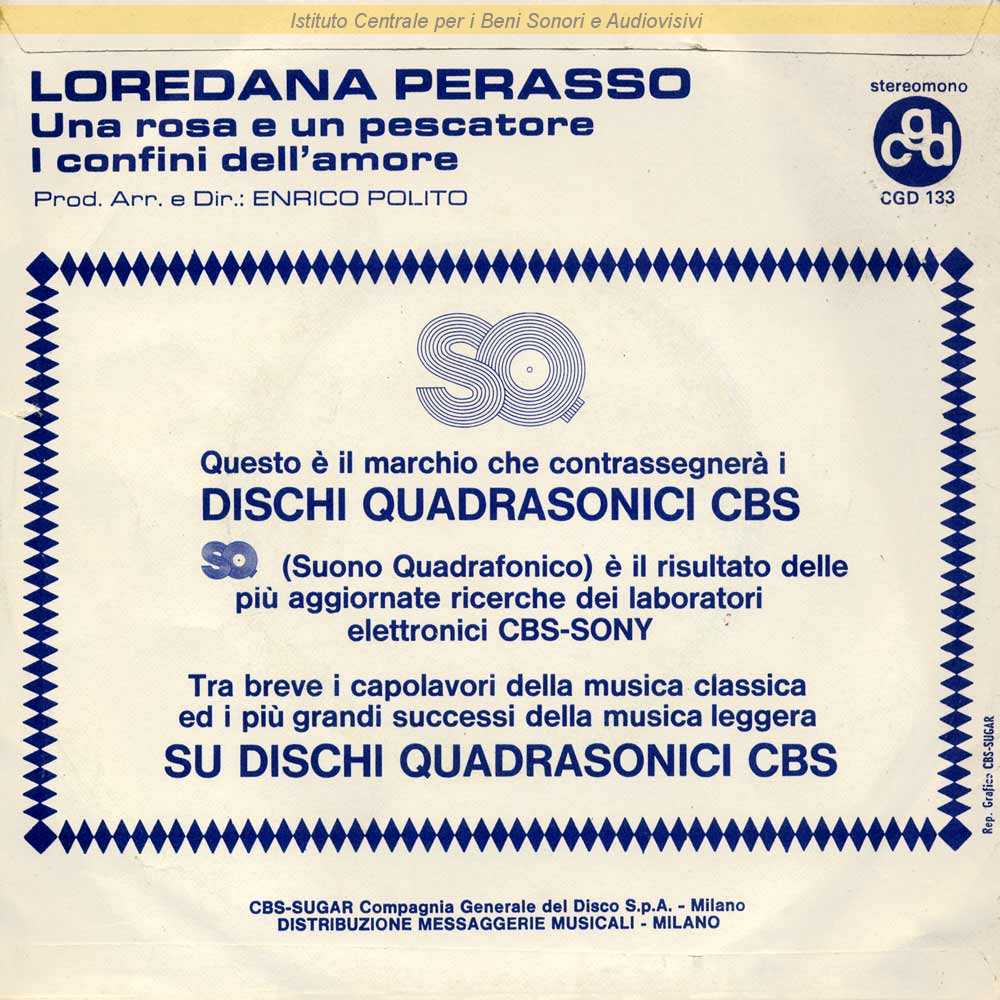 Istituto Centrale per i Beni Sonori e Audiovisivi
LOREDANA PERASSO
Una rosa e un pescatore
I confini dell'amore
Prod. Arr. e Dir.: ENRICO POLITO
stereomono
cgd
CGD 133
SQ
Questo è il marchio che contrassegnerà i
DISCHI QUADRASONICI CBS
SQ (Suono Quadrafonico) è il risultato delle
più aggiornate ricerche dei laboratori
elettronici CBS-SONY
Tra breve i capolavori della musica classica
ed i più grandi successi della musica leggera
SU DISCHI QUADRASONICI CBS
Rep. Grafico CBS-SUGAR
CBS-SUGAR Compagnia Generale del Disco S.p.A. - Milano
DISTRIBUZIONE MESSAGGERIE MUSICALI - MILANO